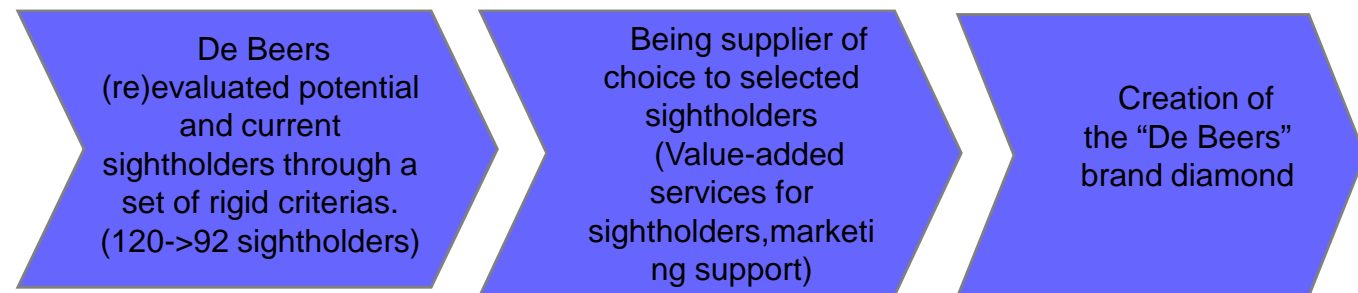 De Beers
(re)evaluated potential
and current
sightholders through a
set of rigid criterias.
(120->92 sightholders)
Being supplier of
choice to selected
sightholders
(Value-added
services for
sightholders,marketi
ng support)
Creation of
the “De Beers”
brand diamond